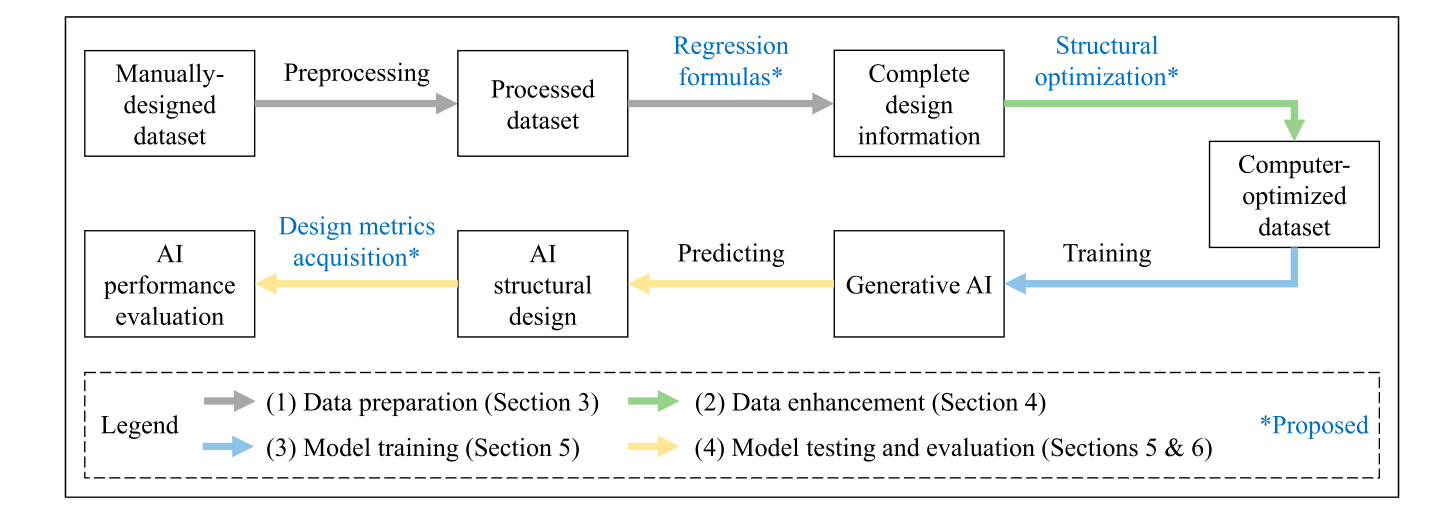 Manually-
designed
dataset
Preprocessing
Processed
dataset
Regression
formulas*
Complete
design
information
Structural
optimization*
Computer-
optimized
dataset
Training
Generative AI
Predicting
AI
structural
design
Design metrics
acquisition*
AI
performance
evaluation
Legend
(1) Data preparation (Section 3)
(2) Data enhancement (Section 4)
(3) Model training (Section 5)
(4) Model testing and evaluation (Sections 5 & 6)
*Proposed